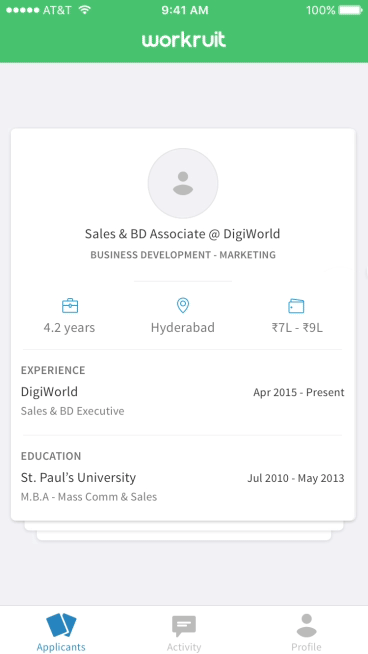 AT&T 9:41 AM 100%
workruit
Sales & BD Associate @ DigiWorld
BUSINESS DEVELOPMENT - MARKETING
4.2 years Hyderabad ₹7L - ₹9L
EXPERIENCE
DigiWorld Apr 2015 - Present
Sales & BD Executive
EDUCATION
St. Paul’s University Jul 2010 - May 2013
M.B.A - Mass Comm & Sales
Applicants Activity Profile